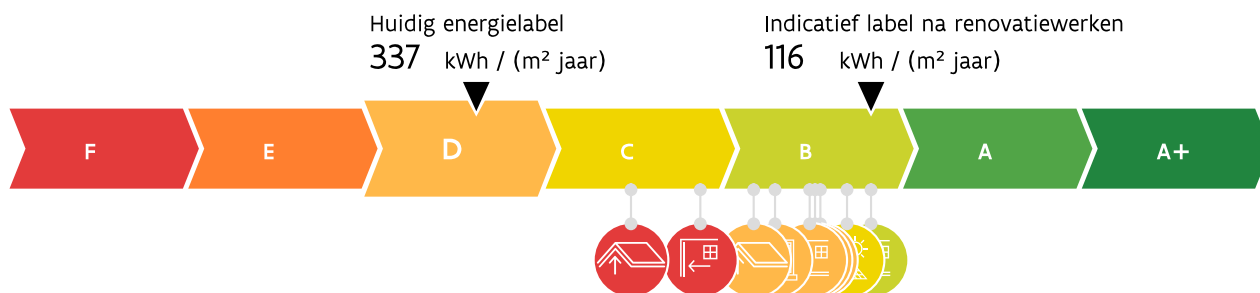 Huidig energielabel
337 kWh / (m² jaar)
Indicatief label na renovatiewerken
116 kWh / (m² jaar)
F E D C B A A+